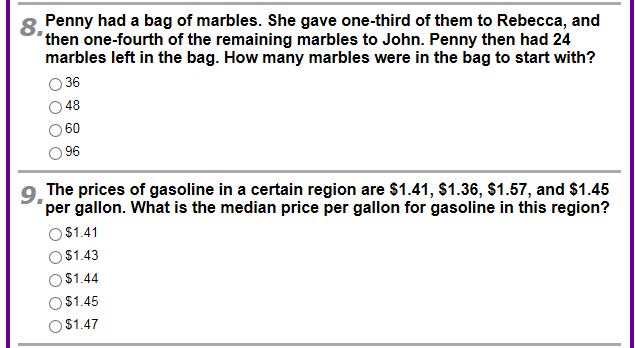 8. Penny had a bag of marbles. She gave one-third of them to Rebecca, and
then one-fourth of the remaining marbles to John. Penny then had 24
marbles left in the bag. How many marbles were in the bag to start with?
36
48
60
96
9. The prices of gasoline in a certain region are $1.41, $1.36, $1.57, and $1.45
per gallon. What is the median price per gallon for gasoline in this region?
$1.41
$1.43
$1.44
$1.45
$1.47